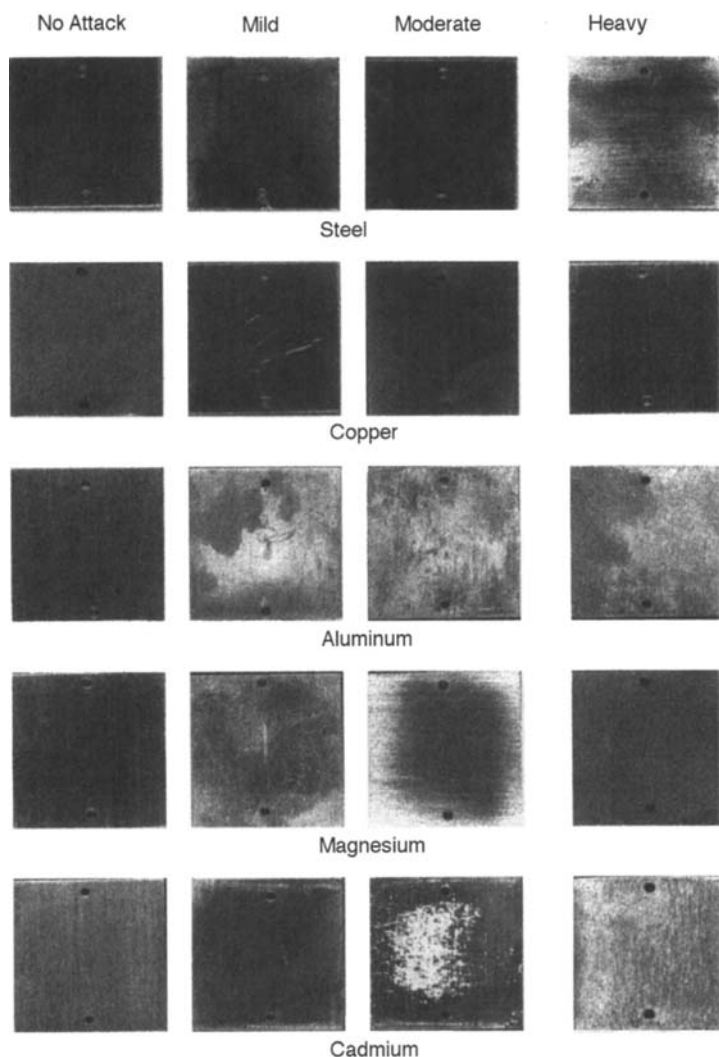 No Attack Mild Moderate Heavy
Steel
Copper
Aluminum
Magnesium
Cadmium